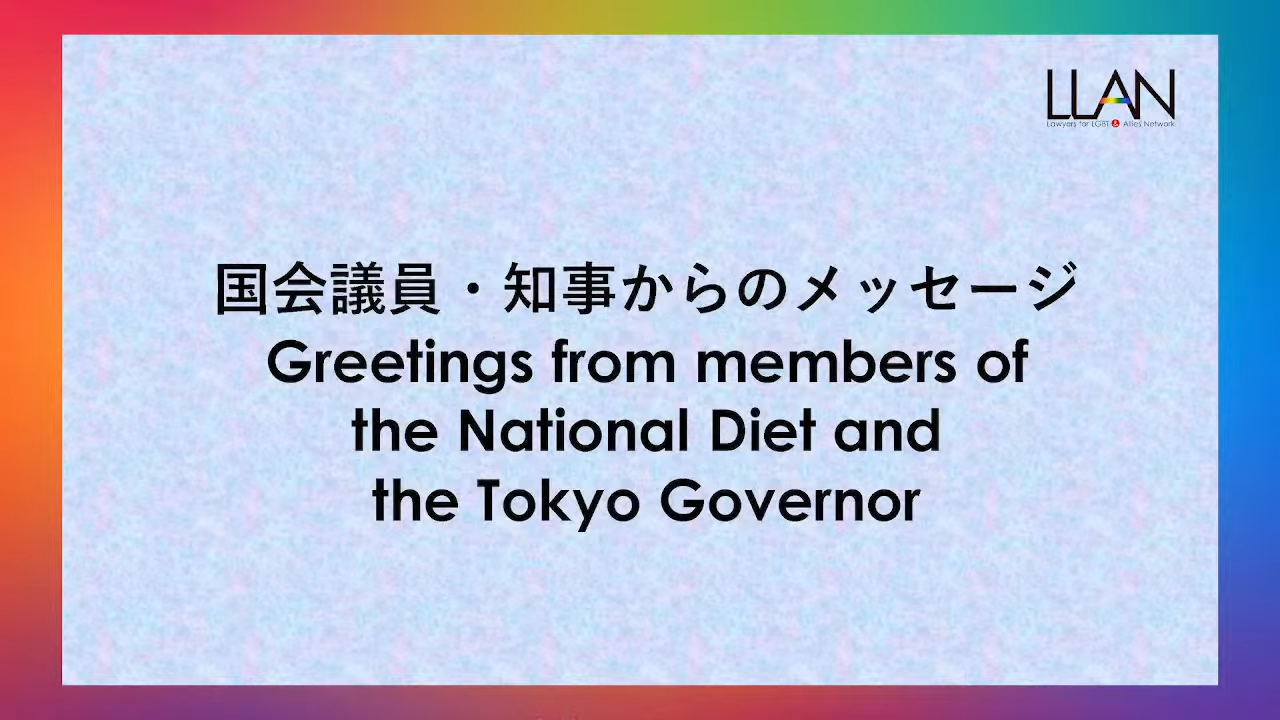 LLAN
Lawyers for LGBT & Allies Network
国会議員・知事からのメッセージ
Greetings from members of
the National Diet and
the Tokyo Governor